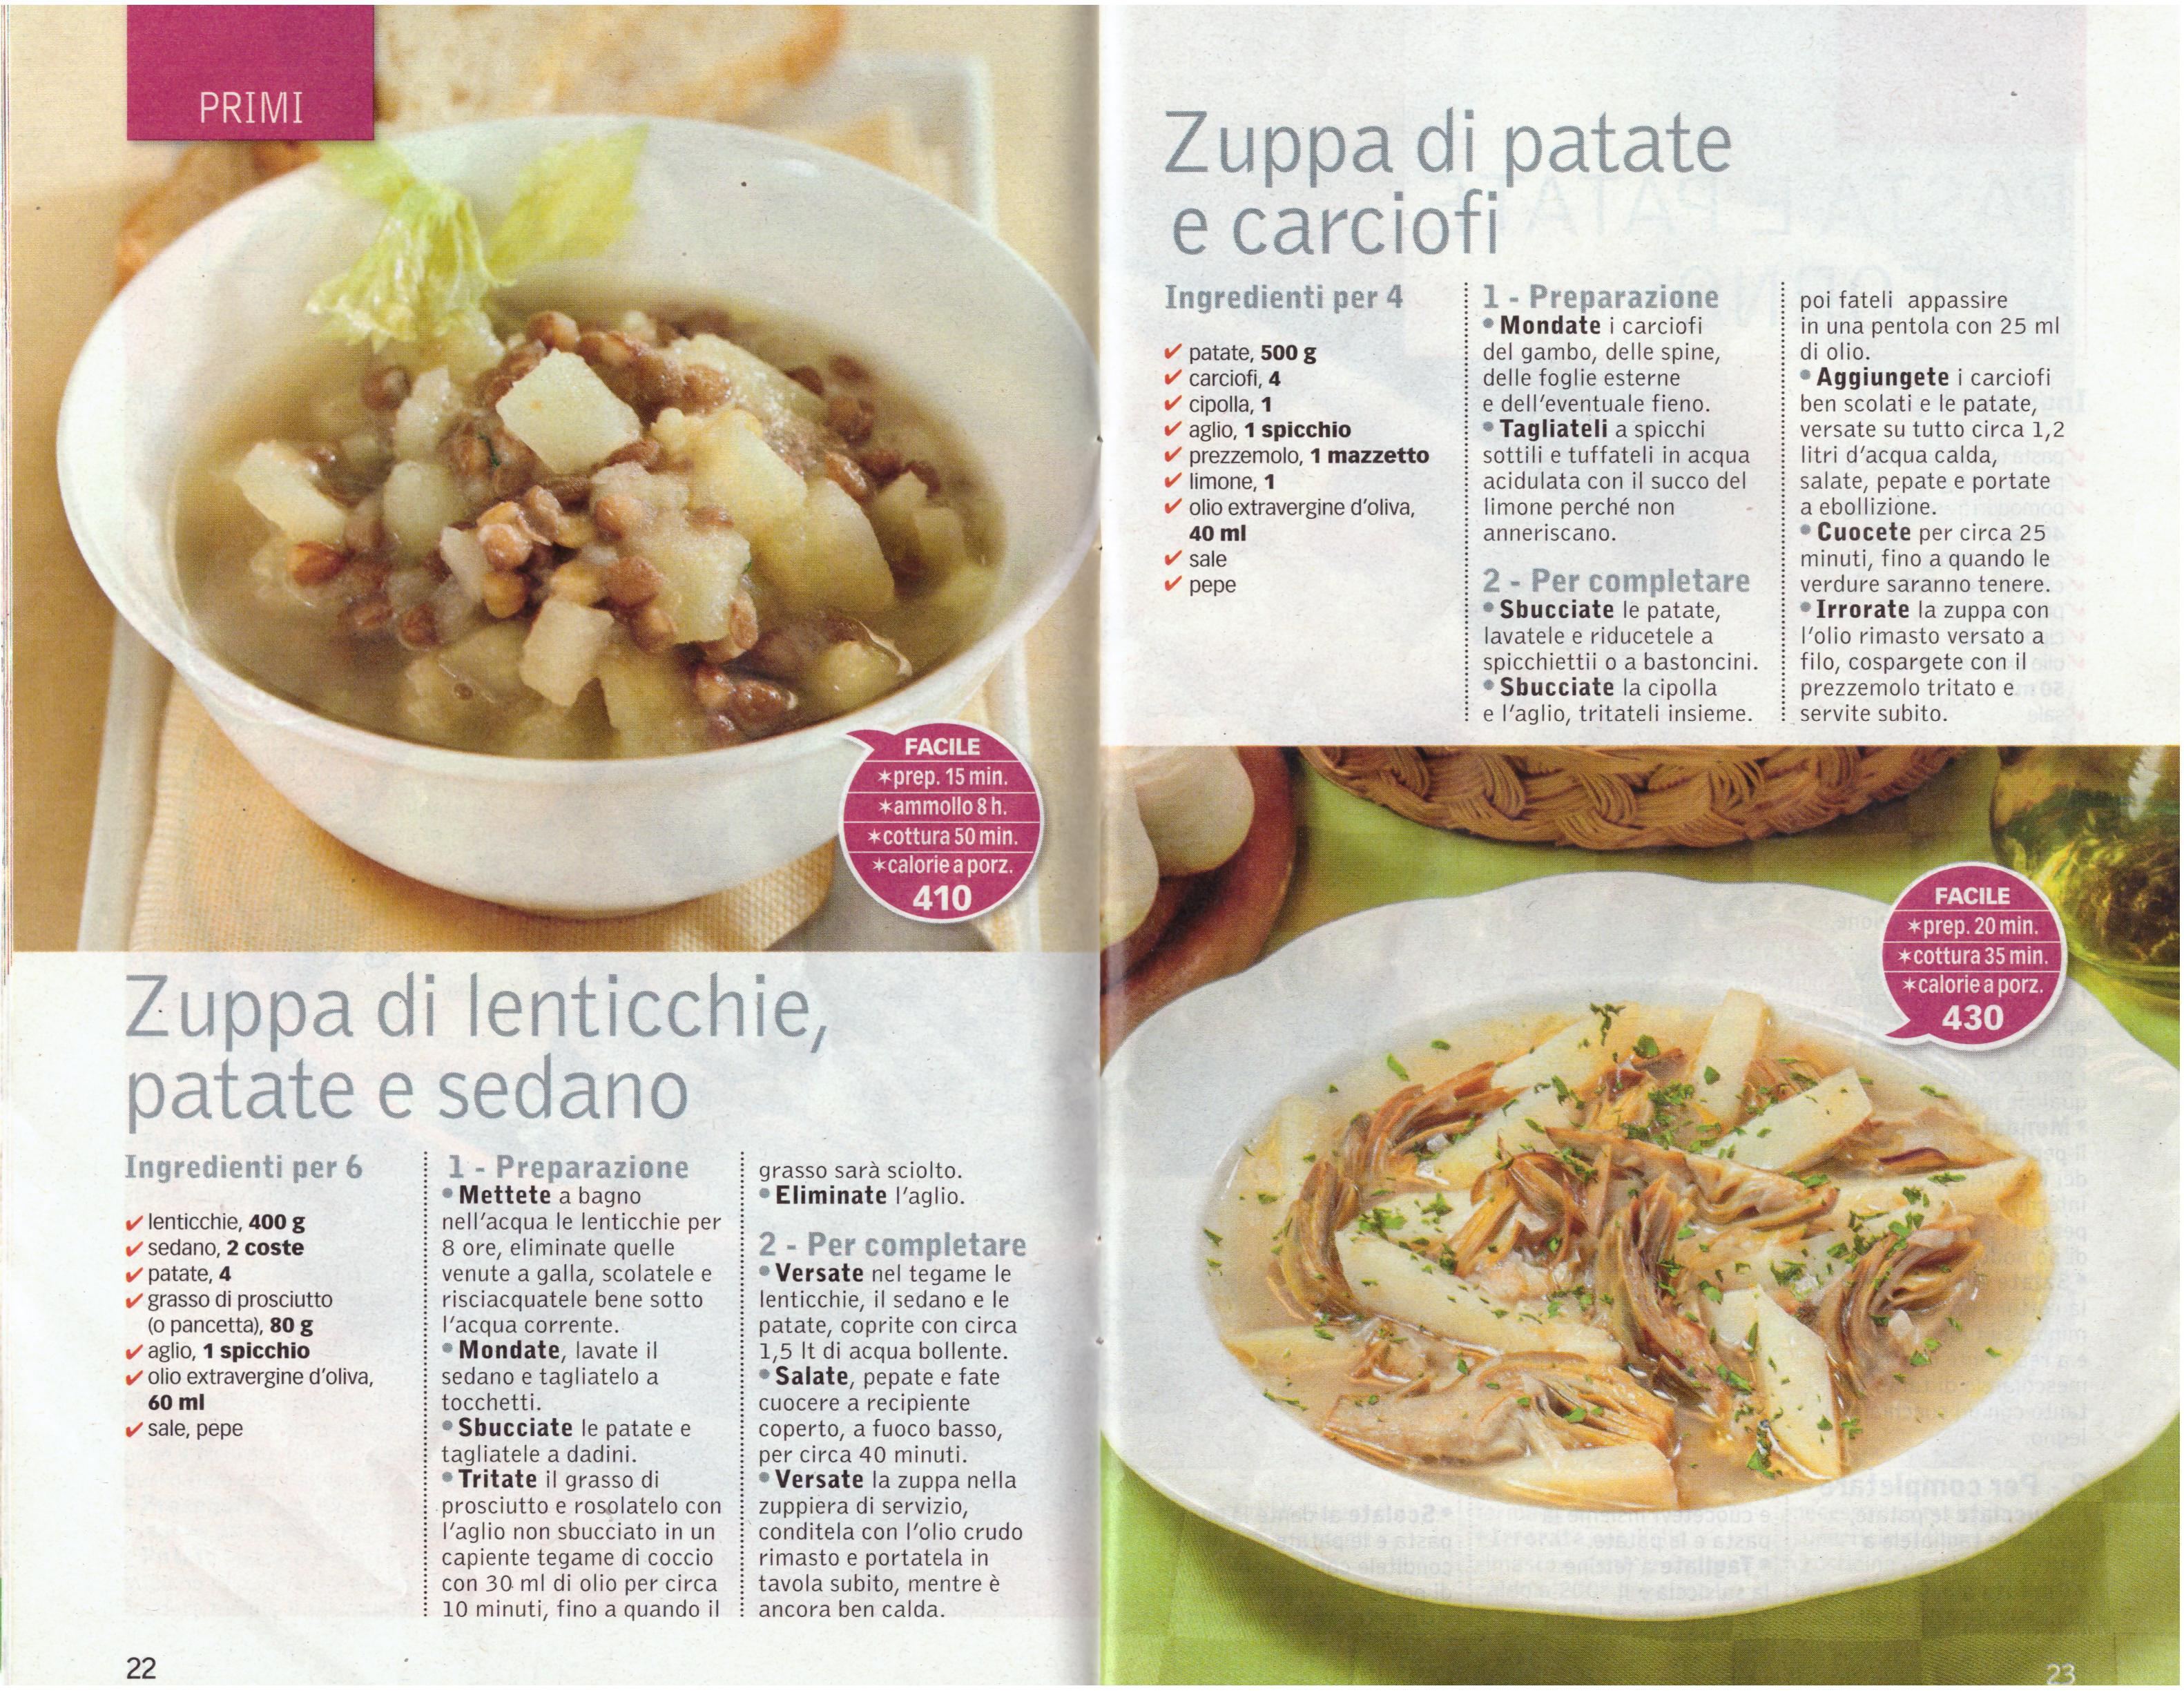 PRIMI
FACILE
✶prep. 15 min.
✶ammollo 8 h.
✶cottura 50 min.
✶calorie a porz.
410
Zuppa di lenticchie,
patate e sedano
Ingredienti per 6
✔ lenticchie, 400 g
✔ sedano, 2 coste
✔ patate, 4
✔ grasso di prosciutto
(o pancetta), 80 g
✔ aglio, 1 spicchio
✔ olio extravergine d'oliva,
60 ml
✔ sale, pepe
1 - Preparazione
• Mettete a bagno
nell'acqua le lenticchie per
8 ore, eliminate quelle
venute a galla, scolatele e
risciacquatele bene sotto
l'acqua corrente.
• Mondate, lavate il
sedano e tagliatelo a
tocchetti.
• Sbucciate le patate e
tagliatele a dadini.
• Tritate il grasso di
prosciutto e rosolatelo con
l'aglio non sbucciato in un
capiente tegame di coccio
con 30 ml di olio per circa
10 minuti, fino a quando il
grasso sarà sciolto.
• Eliminate l'aglio.
2 - Per completare
• Versate nel tegame le
lenticchie, il sedano e le
patate, coprite con circa
1,5 lt di acqua bollente.
• Salate, pepate e fate
cuocere a recipiente
coperto, a fuoco basso,
per circa 40 minuti.
• Versate la zuppa nella
zuppiera di servizio,
conditela con l'olio crudo
rimasto e portatela in
tavola subito, mentre è
ancora ben calda.
22
Zuppa di patate
e carciofi
Ingredienti per 4
✔ patate, 500 g
✔ carciofi, 4
✔ cipolla, 1
✔ aglio, 1 spicchio
✔ prezzemolo, 1 mazzetto
✔ limone, 1
✔ olio extravergine d'oliva,
40 ml
✔ sale
✔ pepe
1 - Preparazione
• Mondate i carciofi
del gambo, delle spine,
delle foglie esterne
e dell'eventuale fieno.
• Tagliateli a spicchi
sottili e tuffateli in acqua
acidulata con il succo del
limone perché non
anneriscano.
2 - Per completare
• Sbucciate le patate,
lavatele e riducetele a
spicchiettii o a bastoncini.
• Sbucciate la cipolla
e l'aglio, tritateli insieme.
poi fateli appassire
in una pentola con 25 ml
di olio.
• Aggiungete i carciofi
ben scolati e le patate,
versate su tutto circa 1,2
litri d'acqua calda,
salate, pepate e portate
a ebollizione.
• Cuocete per circa 25
minuti, fino a quando le
verdure saranno tenere.
• Irrorate la zuppa con
l'olio rimasto versato a
filo, cospargete con il
prezzemolo tritato e
servite subito.
FACILE
✶prep. 20 min.
✶cottura 35 min.
✶calorie a porz.
430
23